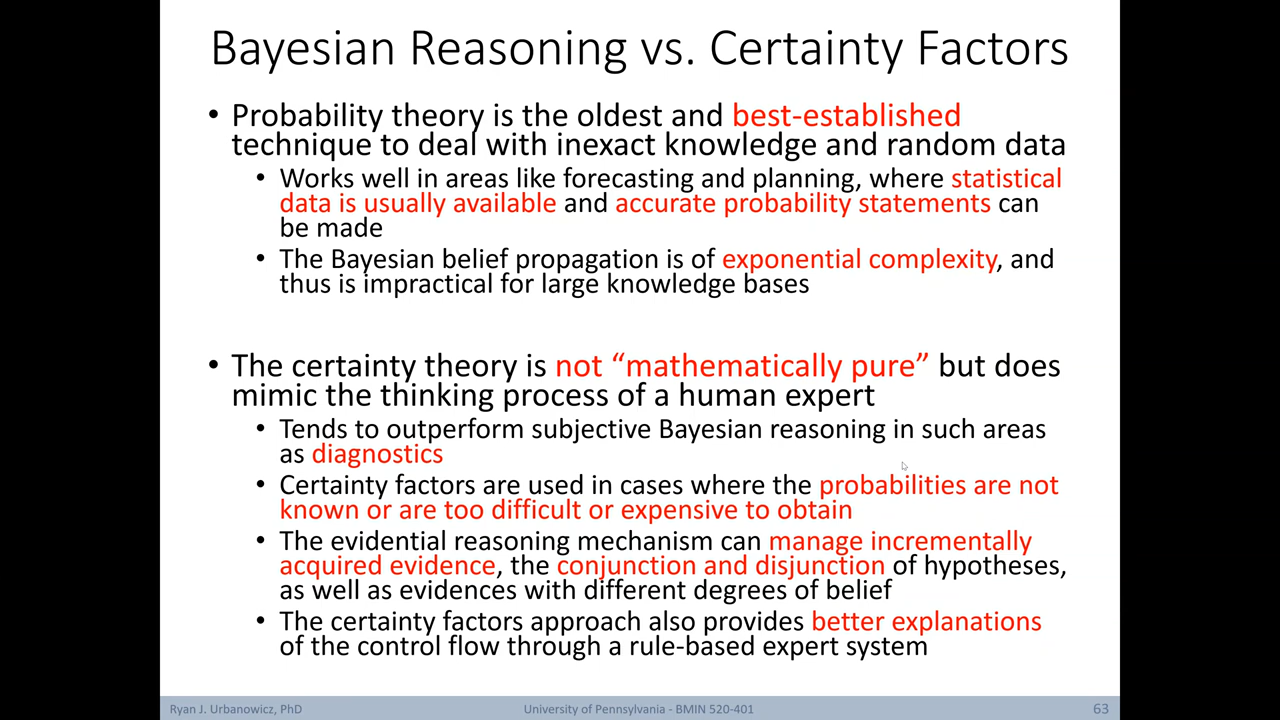 Bayesian Reasoning vs. Certainty Factors
• Probability theory is the oldest and best-established
technique to deal with inexact knowledge and random data
• Works well in areas like forecasting and planning, where statistical
data is usually available and accurate probability statements can
be made
• The Bayesian belief propagation is of exponential complexity, and
thus is impractical for large knowledge bases
• The certainty theory is not “mathematically pure” but does
mimic the thinking process of a human expert
• Tends to outperform subjective Bayesian reasoning in such areas
as diagnostics
• Certainty factors are used in cases where the probabilities are not
known or are too difficult or expensive to obtain
• The evidential reasoning mechanism can manage incrementally
acquired evidence, the conjunction and disjunction of hypotheses,
as well as evidences with different degrees of belief
• The certainty factors approach also provides better explanations
of the control flow through a rule-based expert system
Ryan J. Urbanowicz, PhD University of Pennsylvania - BMIN 520-401 63